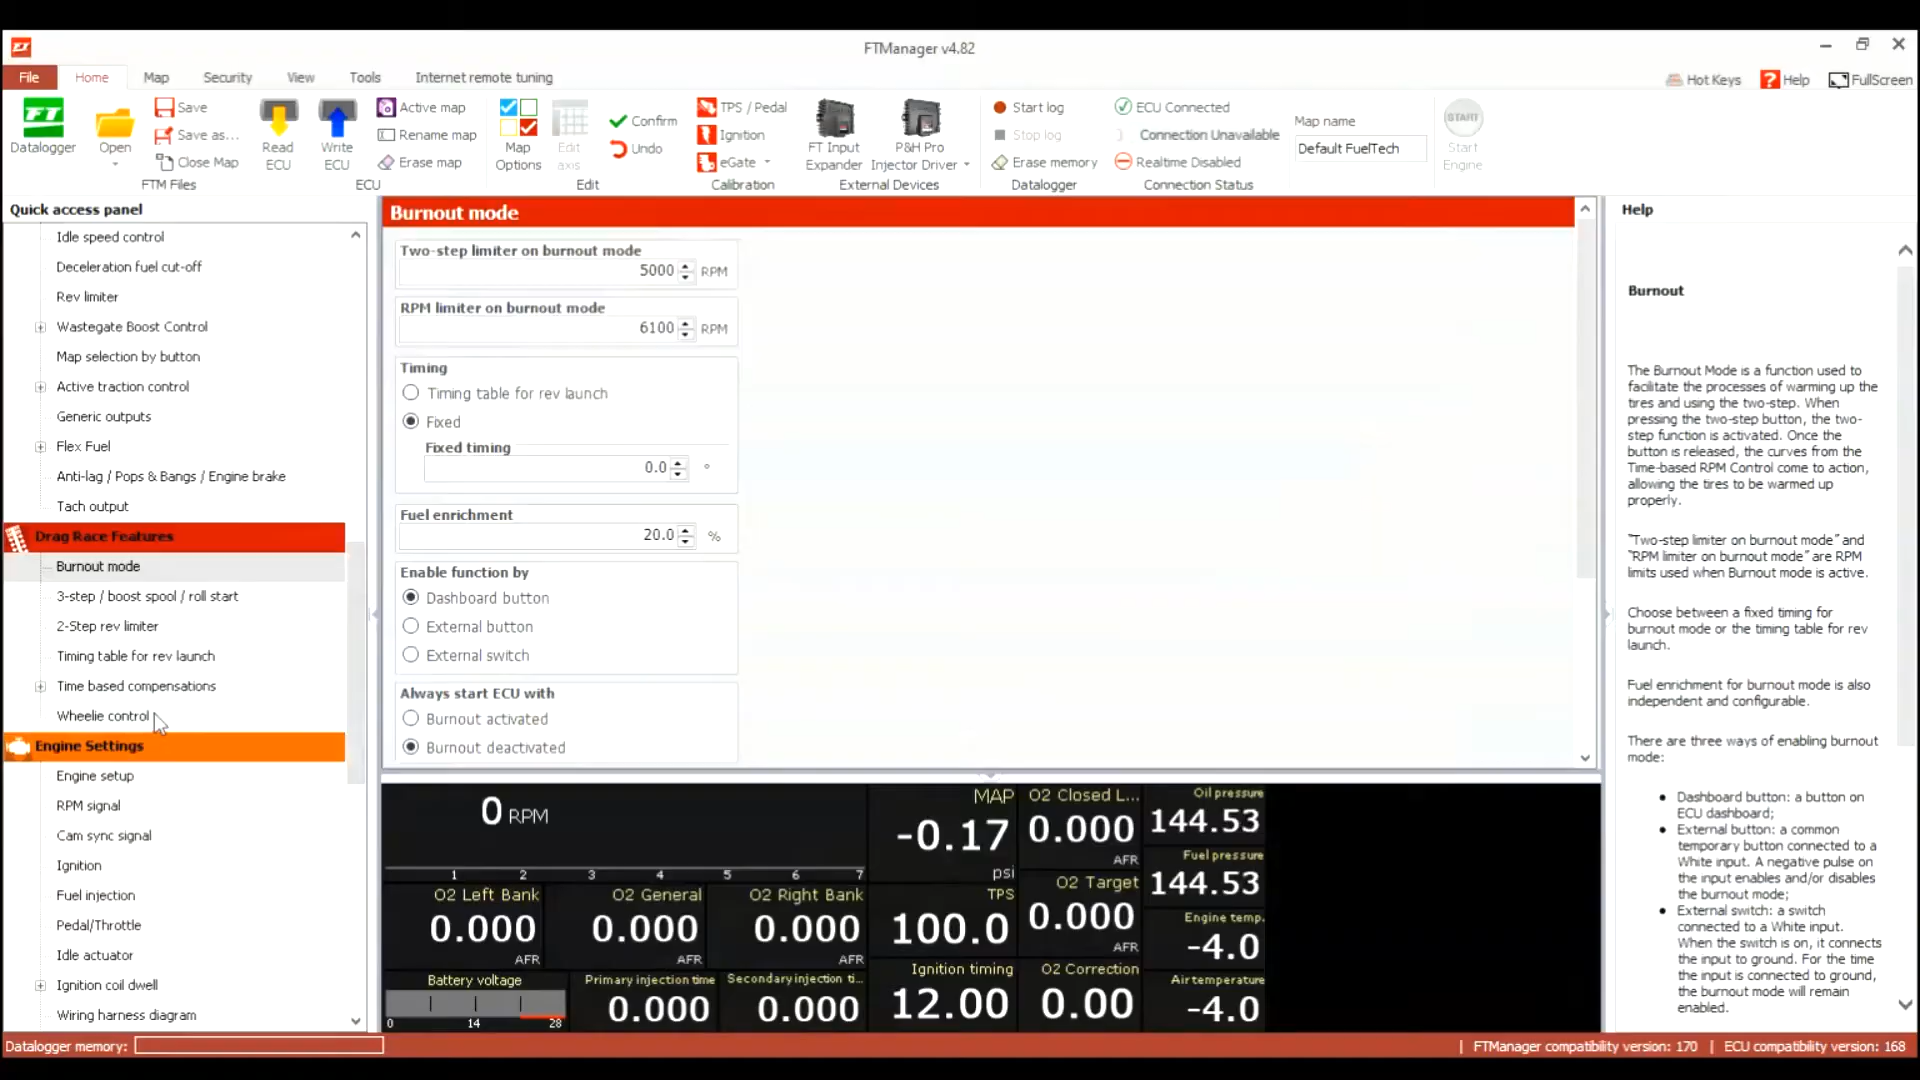 FT
FTManager v4.82
File
Home
Map
Security
View
Tools
Internet remote tuning
Hot Keys
? Help
FullScreen
FT
Datalogger
Open
Save
Save as...
Close Map
FTM Files
Read
ECU
Write
ECU
Active map
Rename map
Erase map
ECU
Map
Options
Edit
axis
Confirm
Undo
Edit
TPS / Pedal
Ignition
eGate
Calibration
FT Input
Expander
P&H Pro
Injector Driver
External Devices
Start log
Stop log
Erase memory
Datalogger
ECU Connected
Connection Unavailable
Realtime Disabled
Connection Status
Map name
Default FuelTech
START
Start
Engine
Quick access panel
Idle speed control
Deceleration fuel cut-off
Rev limiter
Wastegate Boost Control
Map selection by button
Active traction control
Generic outputs
Flex Fuel
Anti-lag / Pops & Bangs / Engine brake
Tach output
Drag Race Features
Burnout mode
3-step / boost spool / roll start
2-Step rev limiter
Timing table for rev launch
Time based compensations
Wheelie control
Engine Settings
Engine setup
RPM signal
Cam sync signal
Ignition
Fuel injection
Pedal/Throttle
Idle actuator
Ignition coil dwell
Wiring harness diagram
Burnout mode
Two-step limiter on burnout mode
5000 RPM
RPM limiter on burnout mode
6100 RPM
Timing
Timing table for rev launch
Fixed
Fixed timing
0.0 °
Fuel enrichment
20.0 %
Enable function by
Dashboard button
External button
External switch
Always start ECU with
Burnout activated
Burnout deactivated
0 RPM
1 2 3 4 5 6 7
O2 Left Bank
0.000
AFR
O2 General
0.000
AFR
O2 Right Bank
0.000
AFR
Battery voltage
0 14 28
Primary injection time
0.000
Secondary injection ti...
0.000
MAP
-0.17
psi
TPS
100.0
Ignition timing
12.00
O2 Closed L...
0.000
AFR
O2 Target
0.000
AFR
O2 Correction
0.00
Oil pressure
144.53
Fuel pressure
144.53
Engine temp.
-4.0
Air temperature
-4.0
Help
Burnout
The Burnout Mode is a function used to
facilitate the processes of warming up the
tires and using the two-step. When
pressing the two-step button, the two-
step function is activated. Once the
button is released, the curves from the
Time-based RPM Control come to action,
allowing the tires to be warmed up
properly.
"Two-step limiter on burnout mode" and
"RPM limiter on burnout mode" are RPM
limits used when Burnout mode is active.
Choose between a fixed timing for
burnout mode or the timing table for rev
launch.
Fuel enrichment for burnout mode is also
independent and configurable.
There are three ways of enabling burnout
mode:
• Dashboard button: a button on
ECU dashboard;
• External button: a common
temporary button connected to a
White input. A negative pulse on
the input enables and/or disables
the burnout mode;
• External switch: a switch
connected to a White input.
When the switch is on, it connects
the input to ground. For the time
the input is connected to ground,
the burnout mode will remain
enabled.
Datalogger memory:
| FTManager compatibility version: 170 | ECU compatibility version: 168